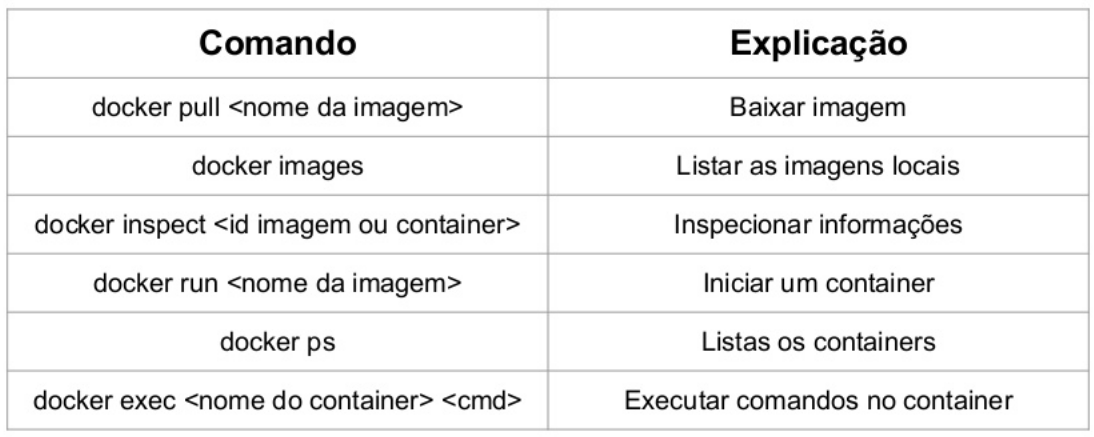 Comando Explicação
docker pull <nome da imagem> Baixar imagem
docker images Listar as imagens locais
docker inspect <id imagem ou container> Inspecionar informações
docker run <nome da imagem> Iniciar um container
docker ps Listas os containers
docker exec <nome do container> <cmd> Executar comandos no container